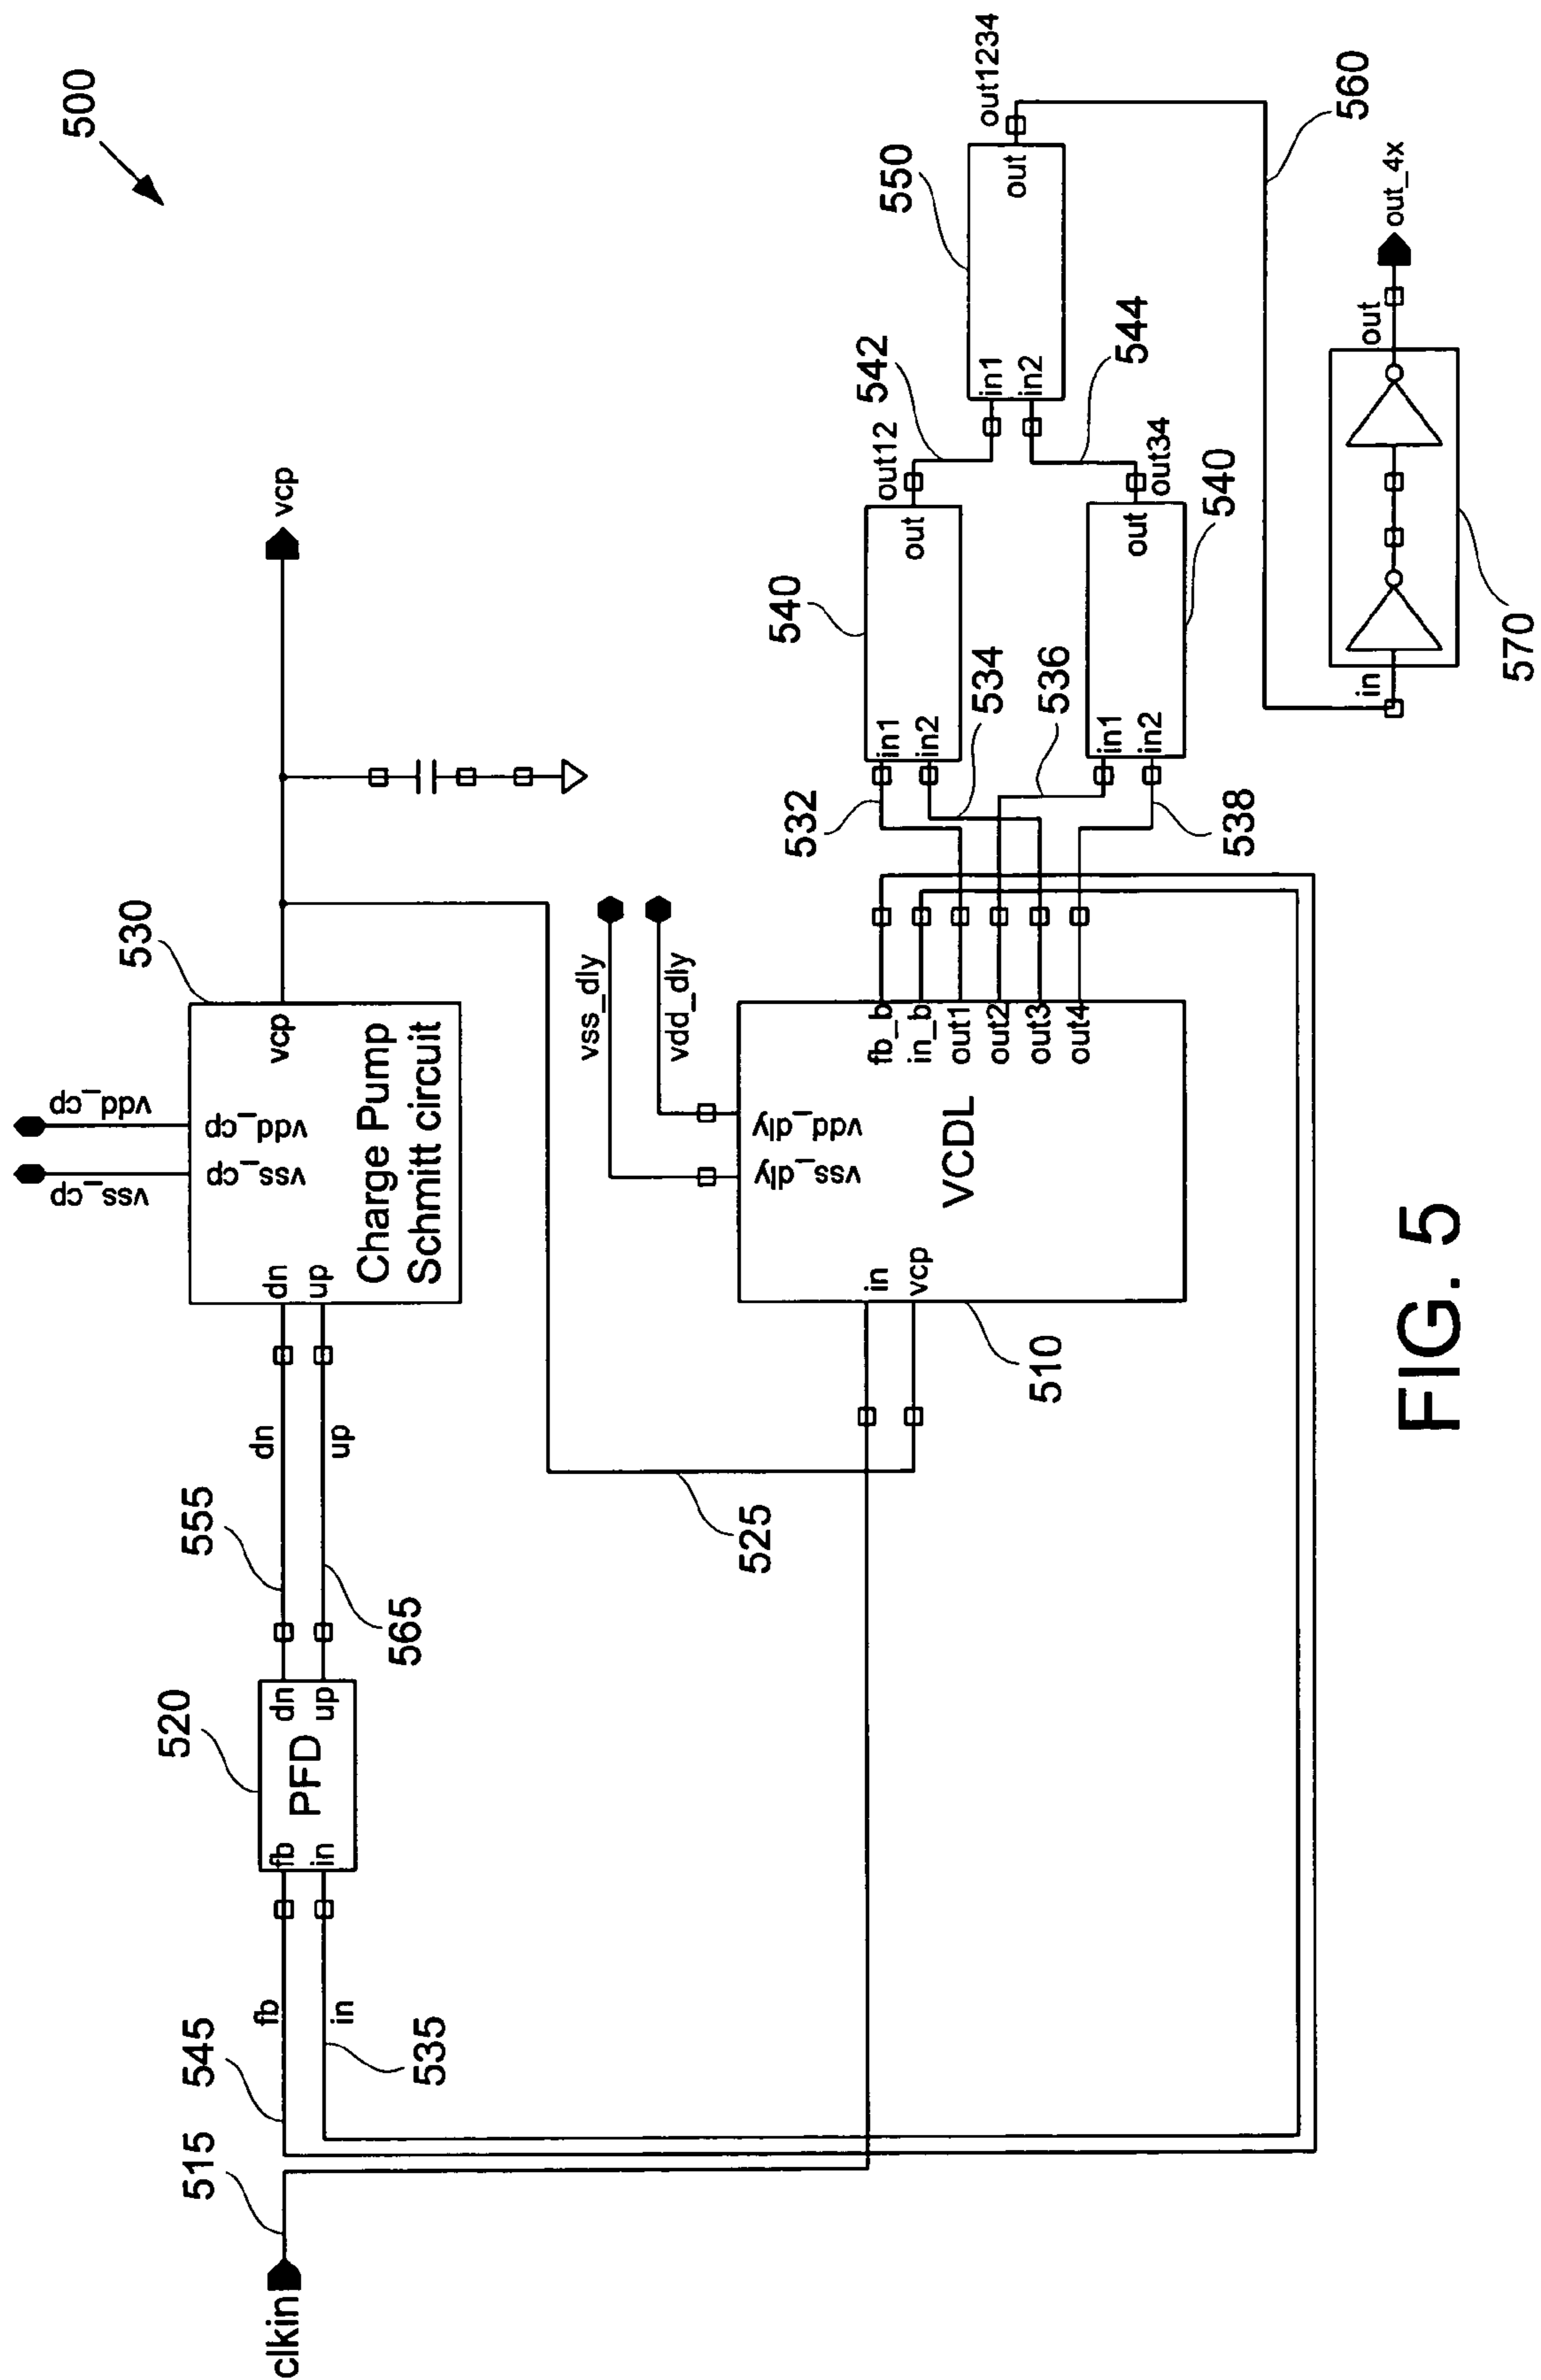 500
vss_cp
vdd_cp
530
dn
up
vss_cp
vdd_cp
vcp
Charge Pump
Schmitt circuit
vcp
520
fb
in
PFD
dn
up
555
dn
up
565
515
545
fb
in
535
clkin
525
vss_dly
vdd_dly
in
vcp
vss_dly
vdd_dly
VCDL
fb_b
in_b
out1
out2
out3
out4
510
532
534
536
538
540
in1
in2
out
out12
540
in1
in2
out
out34
542
544
550
in1
in2
out
out1234
560
in
out
out_4x
570
FIG. 5